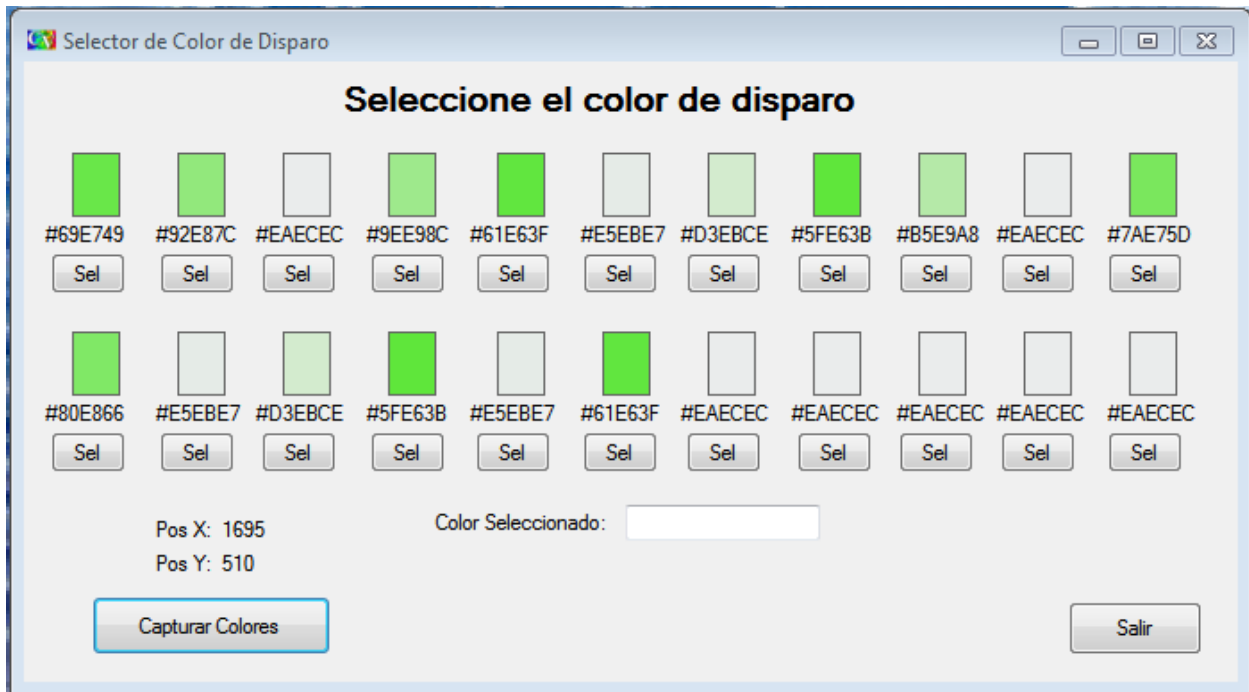 Selector de Color de Disparo
Seleccione el color de disparo
#69E749 #92E87C #EAECEC #9EE98C #61E63F #E5EBE7 #D3EBCE #5FE63B #B5E9A8 #EAECEC #7AE75D
Sel Sel Sel Sel Sel Sel Sel Sel Sel Sel Sel
#80E866 #E5EBE7 #D3EBCE #5FE63B #E5EBE7 #61E63F #EAECEC #EAECEC #EAECEC #EAECEC #EAECEC
Sel Sel Sel Sel Sel Sel Sel Sel Sel Sel Sel
Pos X: 1695 Color Seleccionado:
Pos Y: 510
Capturar Colores Salir